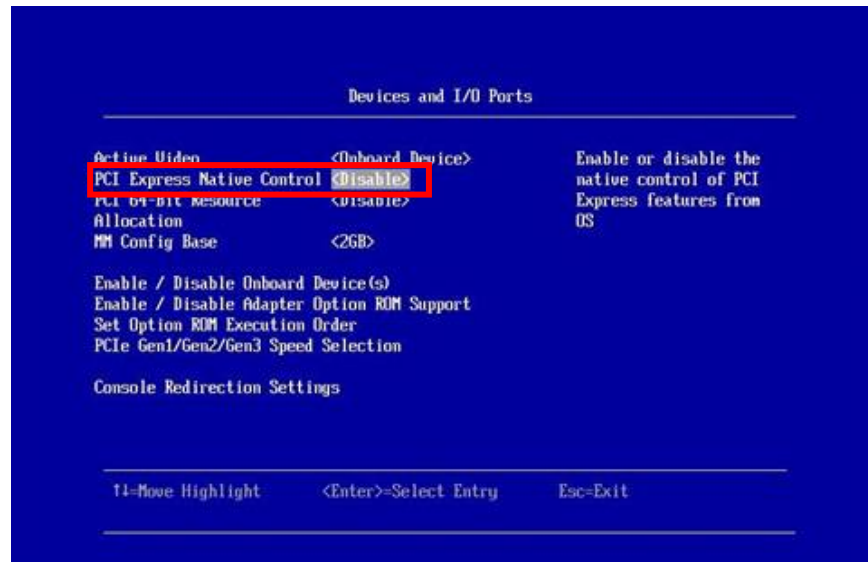 Devices and I/O Ports
Active Video <Onboard Device>
PCI Express Native Control <Disable>
PCI 64-Bit Resource <Disable>
Allocation
MM Config Base <2GB>
Enable or disable the
native control of PCI
Express features from
OS
Enable / Disable Onboard Device(s)
Enable / Disable Adapter Option ROM Support
Set Option ROM Execution Order
PCIe Gen1/Gen2/Gen3 Speed Selection
Console Redirection Settings
↑↓=Move Highlight <Enter>=Select Entry Esc=Exit